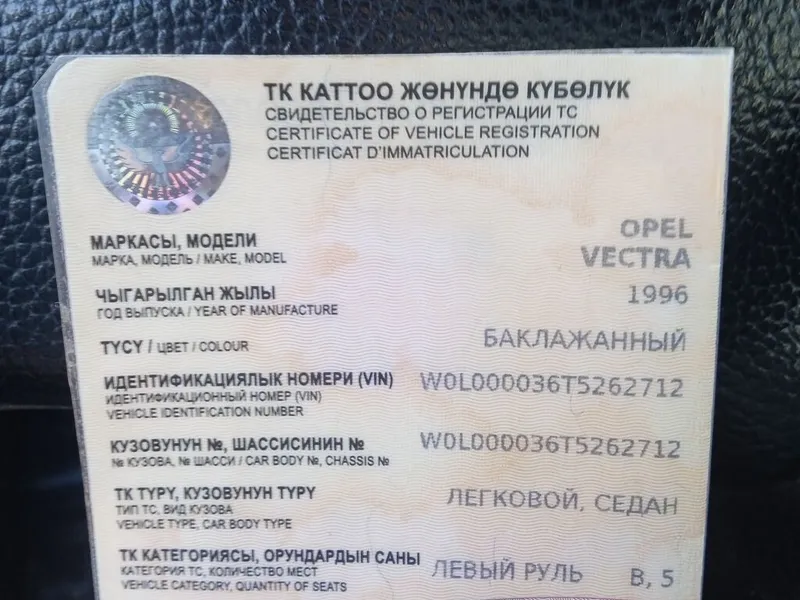 ТК КАТТОО ЖӨНҮНДӨ КҮБӨЛҮК
СВИДЕТЕЛЬСТВО О РЕГИСТРАЦИИ ТС
CERTIFICATE OF VEHICLE REGISTRATION
CERTIFICAT D'IMMATRICULATION
МАРКАСЫ, МОДЕЛИ
МАРКА, МОДЕЛЬ / MAKE, MODEL
OPEL
VECTRA
ЧЫГАРЫЛГАН ЖЫЛЫ
ГОД ВЫПУСКА / YEAR OF MANUFACTURE
1996
ТҮСҮ / ЦВЕТ / COLOUR
БАКЛАЖАННЫЙ
ИДЕНТИФИКАЦИЯЛЫК НОМЕРИ (VIN)
ИДЕНТИФИКАЦИОННЫЙ НОМЕР (VIN)
VEHICLE IDENTIFICATION NUMBER
W0L000036T5262712
КУЗОВУНУН №, ШАССИСИНИН №
№ КУЗОВА, № ШАССИ / CAR BODY №, CHASSIS №
W0L000036T5262712
ТК ТҮРҮ, КУЗОВУНУН ТҮРҮ
ТИП ТС, ВИД КУЗОВА
VEHICLE TYPE, CAR BODY TYPE
ЛЕГКОВОЙ, СЕДАН
ТК КАТЕГОРИЯСЫ, ОРУНДАРДЫН САНЫ
КАТЕГОРИЯ ТС, КОЛИЧЕСТВО МЕСТ
VEHICLE CATEGORY, QUANTITY OF SEATS
ЛЕВЫЙ РУЛЬ B, 5